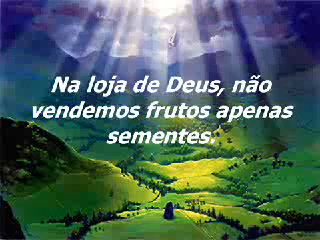 Na loja de Deus, não
vendemos frutos apenas
sementes.